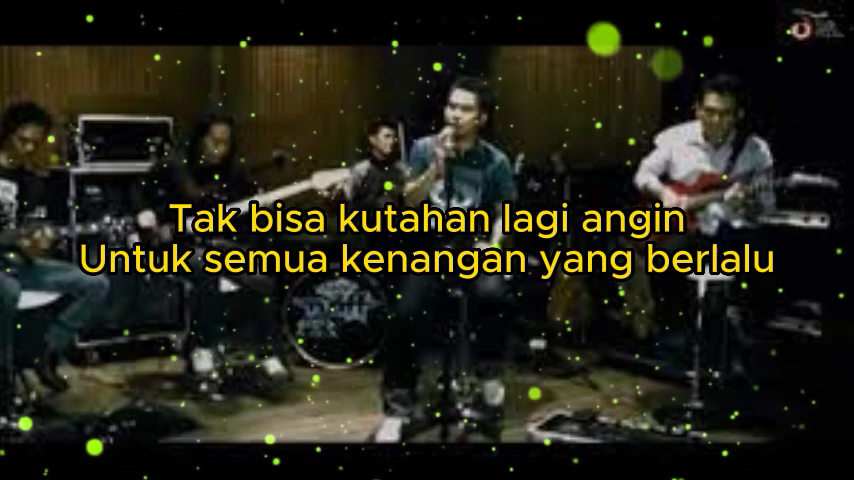 Tak bisa kutahan lagi angin
Untuk semua kenangan yang berlalu